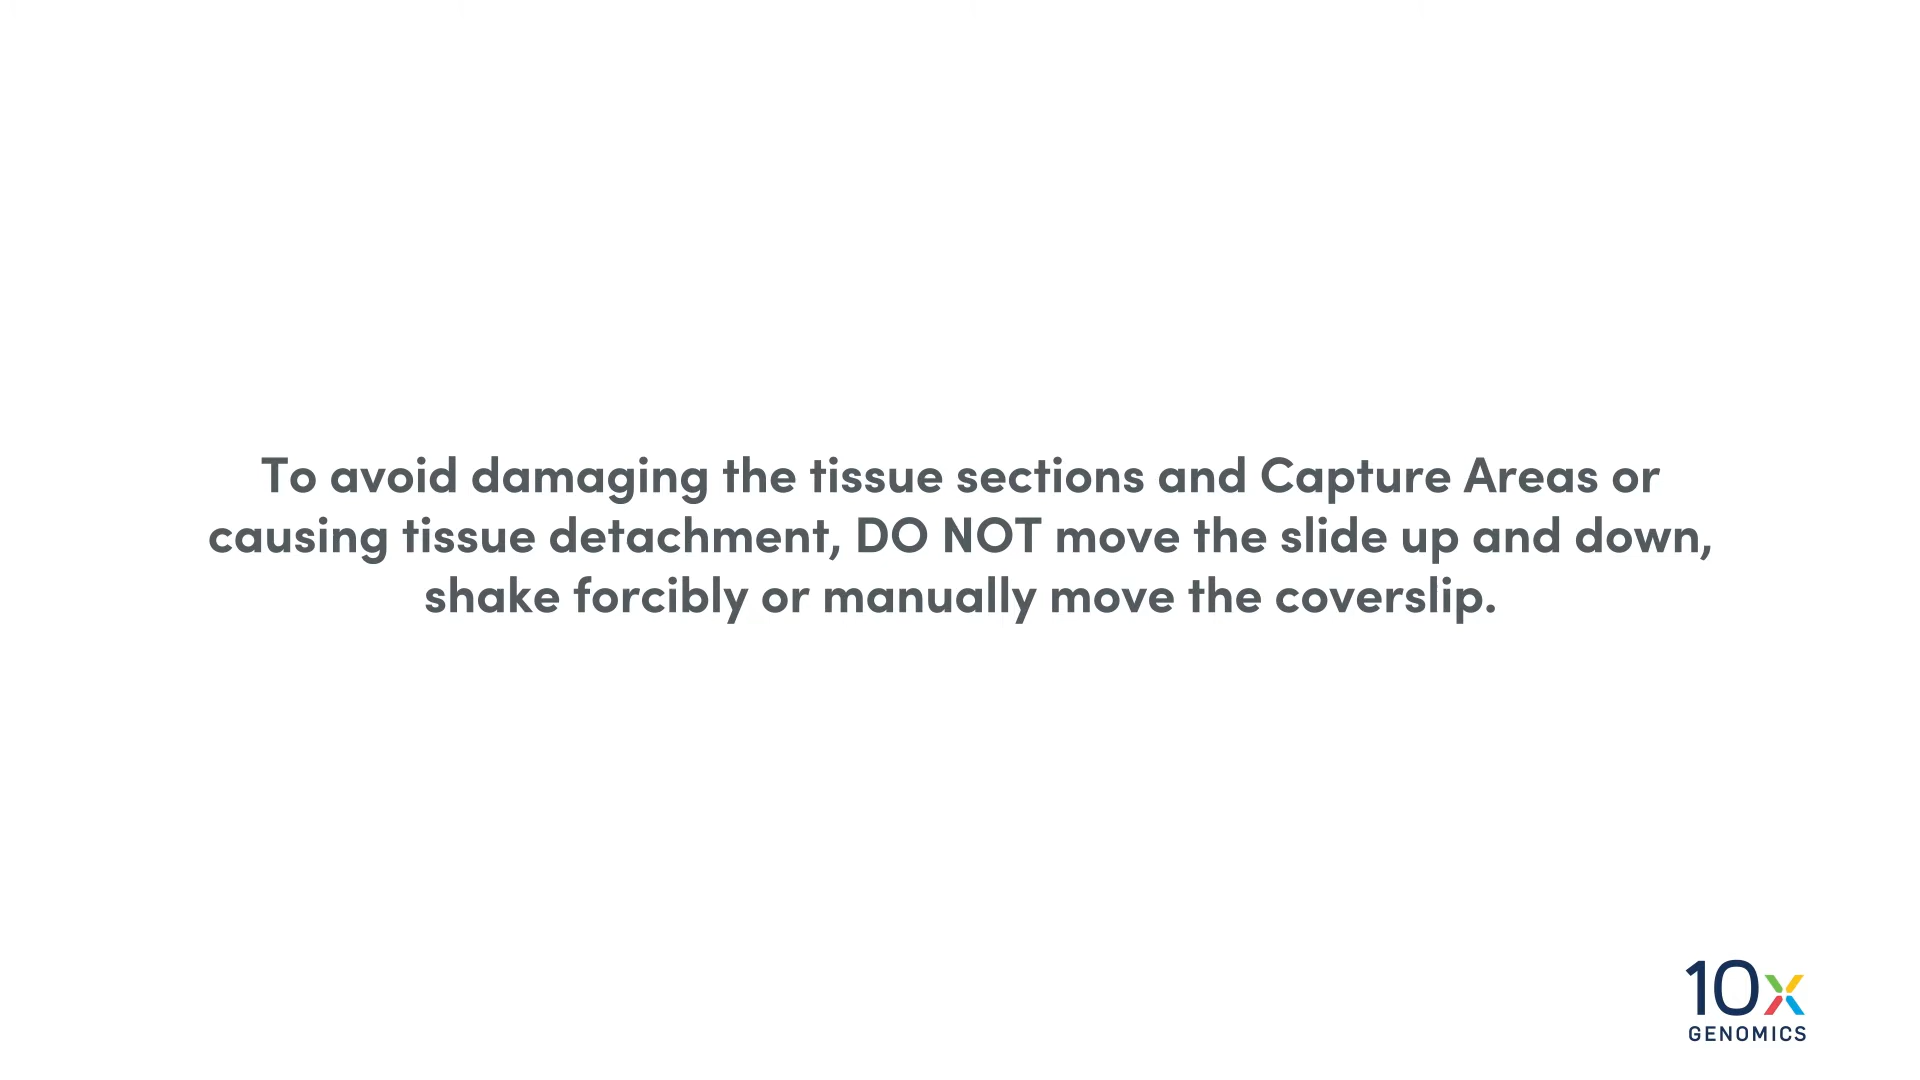 To avoid damaging the tissue sections and Capture Areas or
causing tissue detachment, DO NOT move the slide up and down,
shake forcibly or manually move the coverslip.
10x
GENOMICS